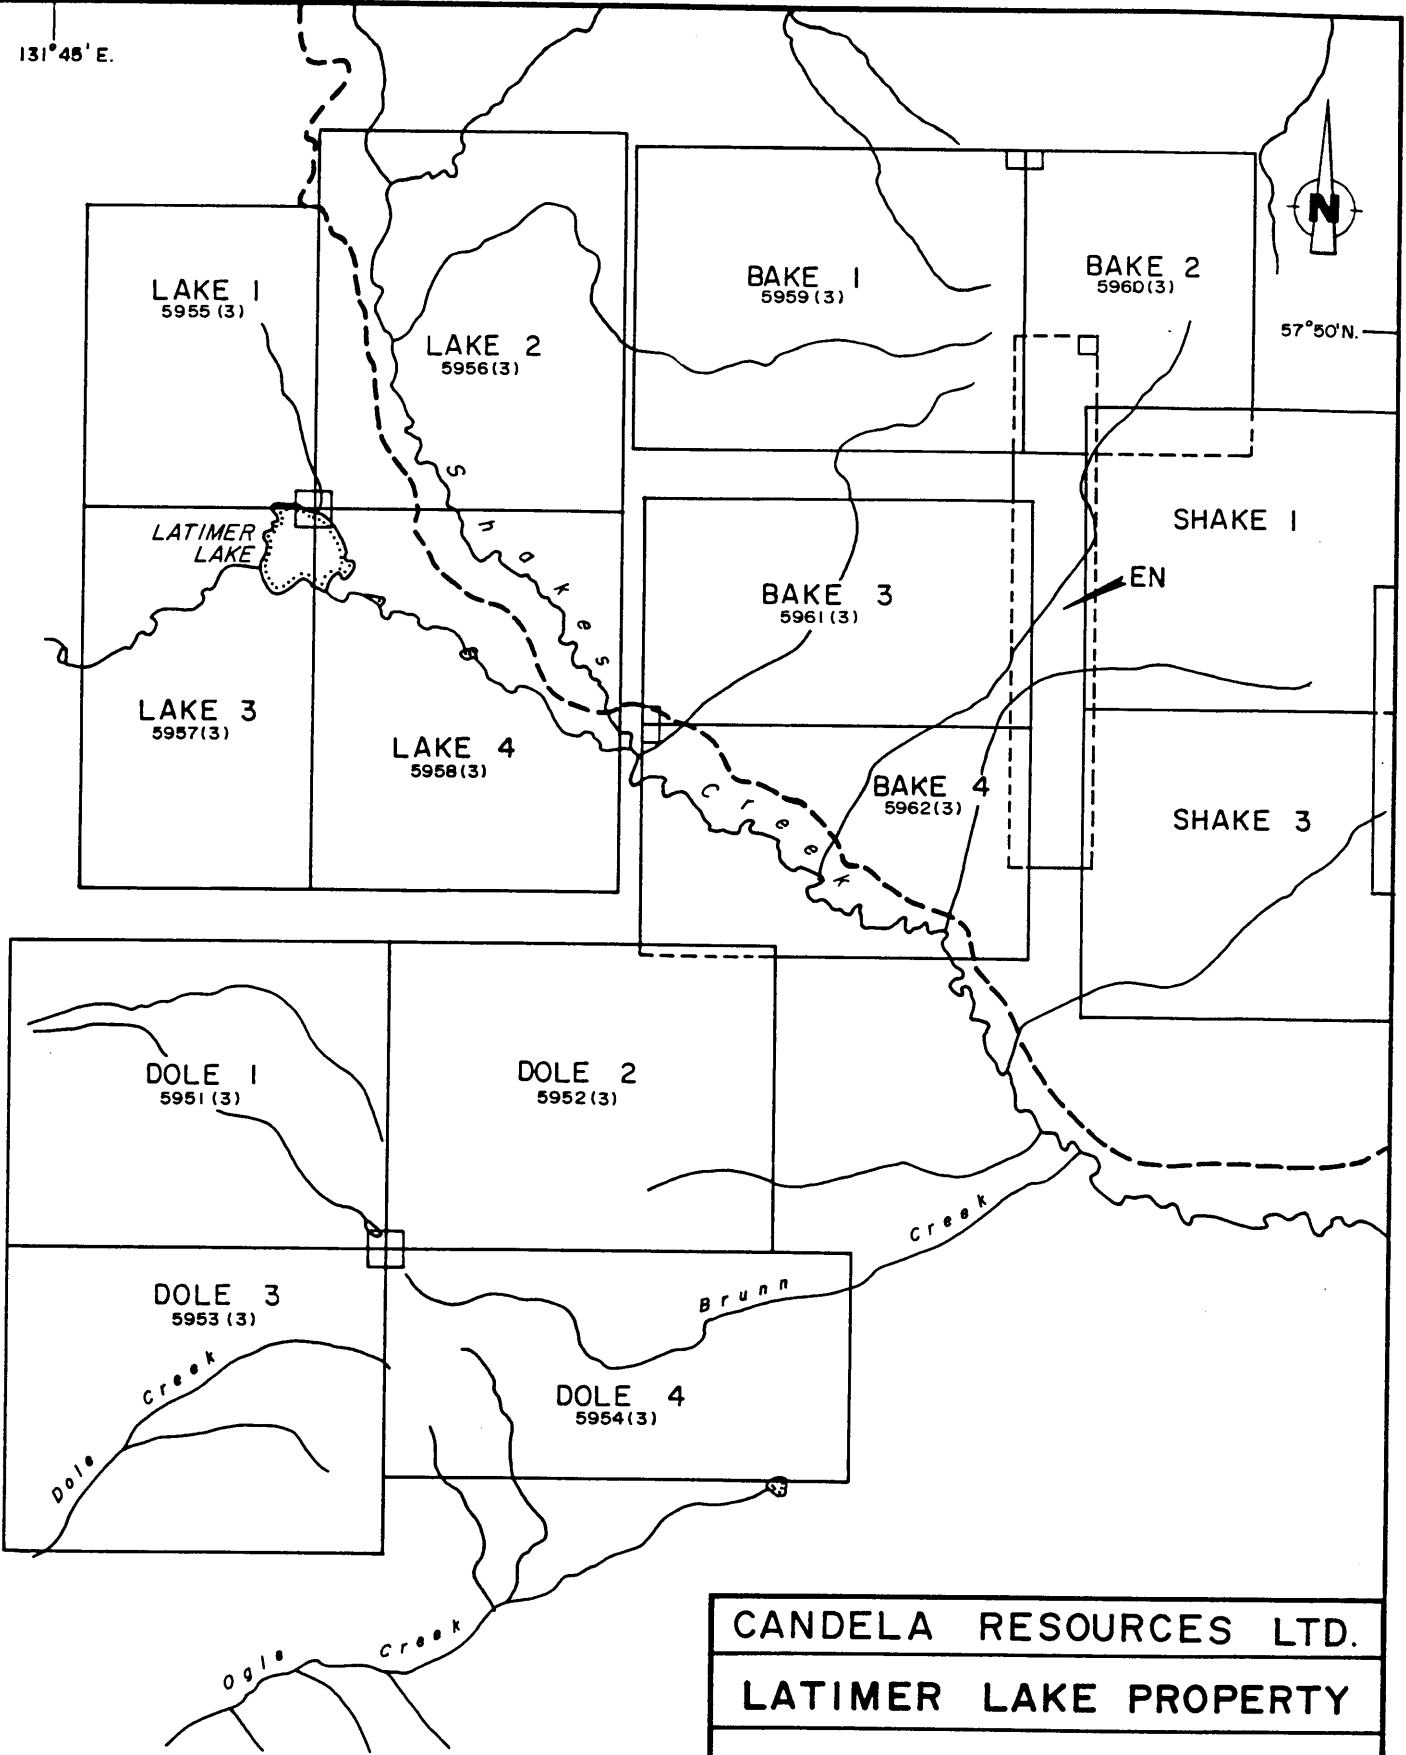 131°45' E.
N
LAKE 1
5955 (3)
LAKE 2
5956(3)
BAKE 1
5959(3)
BAKE 2
5960(3)
57°50'N.
Shakes
LATIMER
LAKE
SHAKE 1
EN
BAKE 3
5961(3)
LAKE 3
5957(3)
LAKE 4
5958(3)
Creek
BAKE 4
5962(3)
SHAKE 3
DOLE 1
5951(3)
DOLE 2
5952(3)
Brunn Creek
DOLE 3
5953(3)
Dole Creek
DOLE 4
5954(3)
Ogle Creek
CANDELA RESOURCES LTD.
LATIMER LAKE PROPERTY